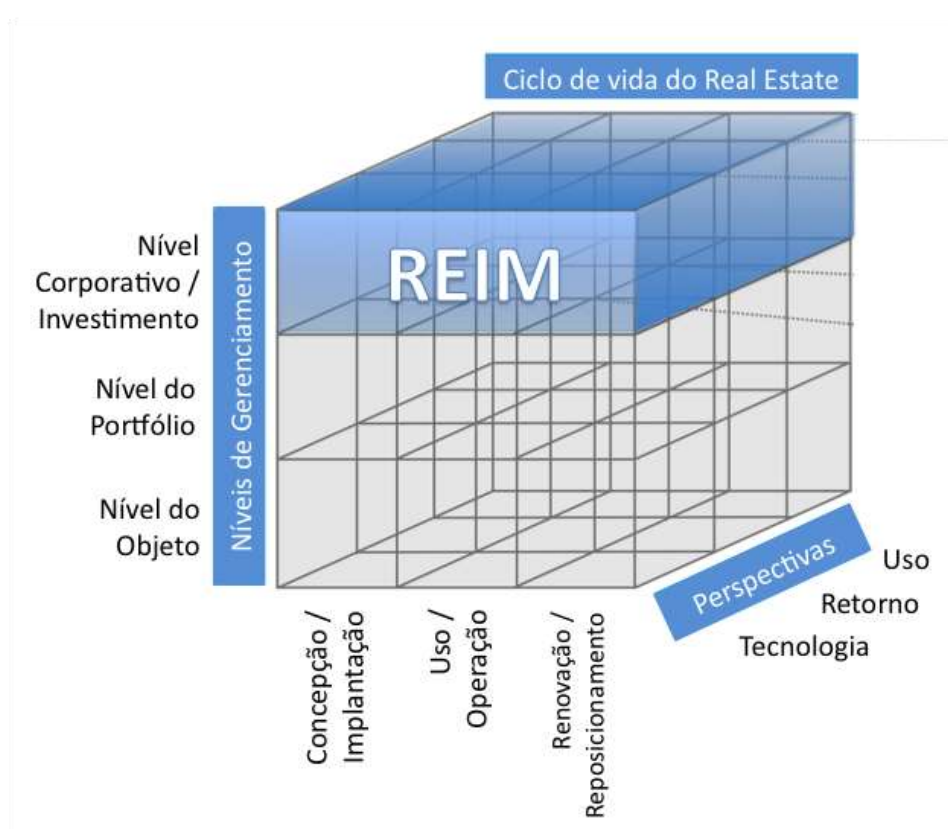 Ciclo de vida do Real Estate
REIM
Níveis de Gerenciamento
Nível
Corporativo /
Investimento
Nível do
Portfólio
Nível do
Objeto
Concepção /
Implantação
Uso /
Operação
Renovação /
Reposicionamento
Perspectivas
Uso
Retorno
Tecnologia